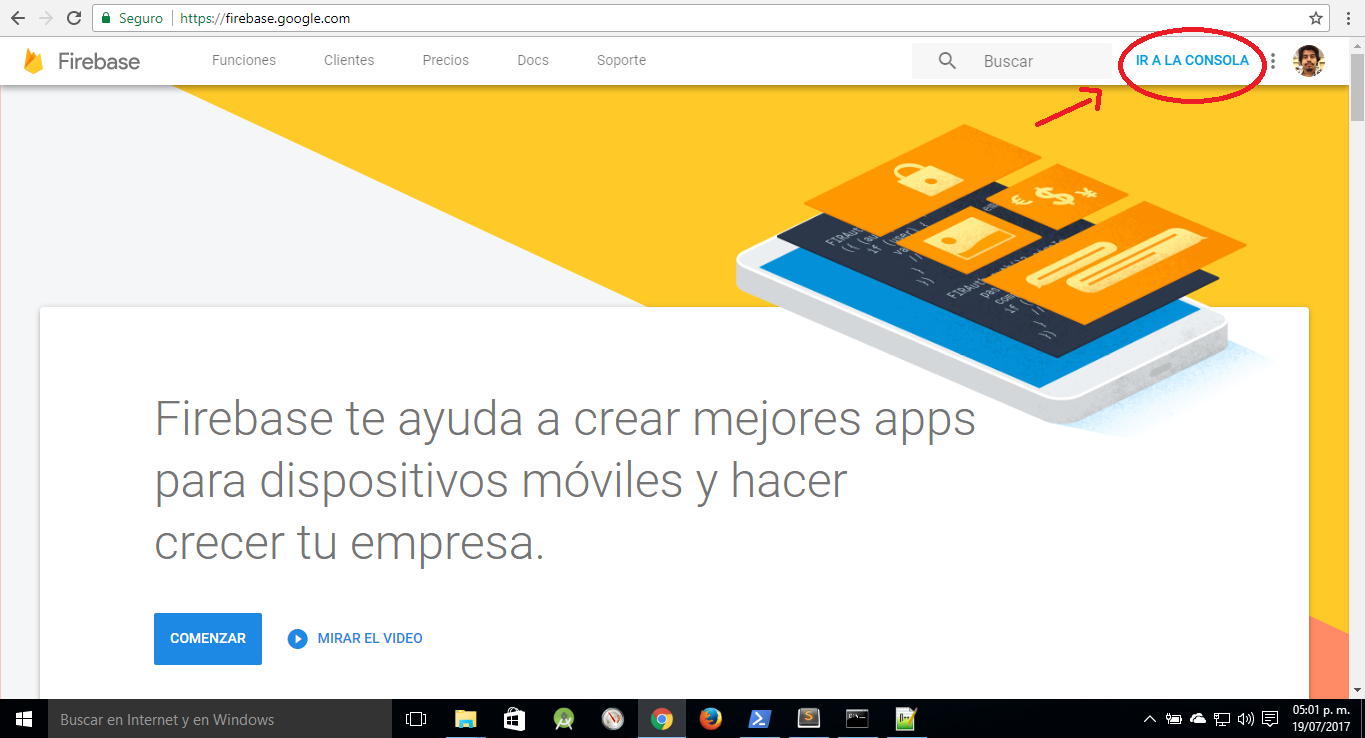 Seguro
https://firebase.google.com
Firebase
Funciones
Clientes
Precios
Docs
Soporte
Buscar
IR A LA CONSOLA
Firebase te ayuda a crear mejores apps
para dispositivos móviles y hacer
crecer tu empresa.
COMENZAR
MIRAR EL VIDEO
Buscar en Internet y en Windows
05:01 p. m.
19/07/2017